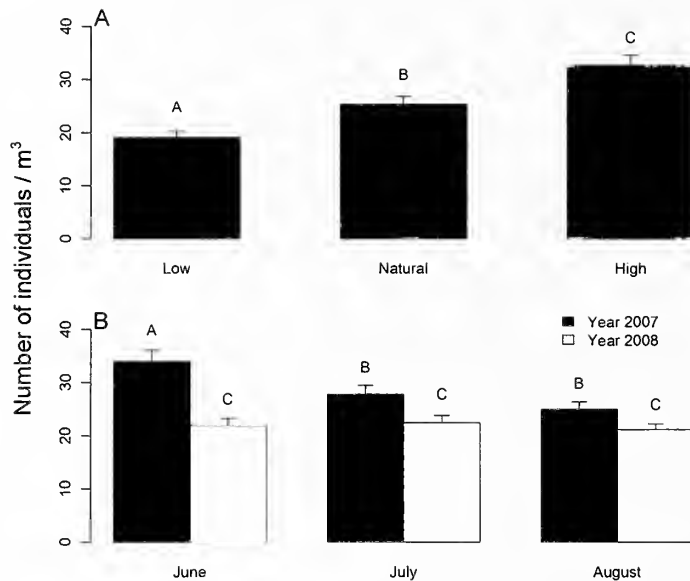 A
Number of individuals / m³
40
30
20
10
0
A
B
C
Low
Natural
High
B
40
30
20
10
0
Year 2007
Year 2008
A
C
B
C
B
C
June
July
August